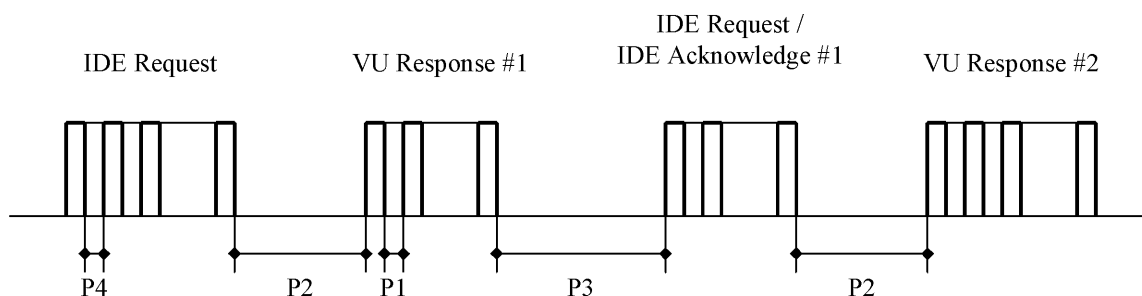 IDE Request
VU Response #1
IDE Request /
IDE Acknowledge #1
VU Response #2
P4
P2
P1
P3
P2